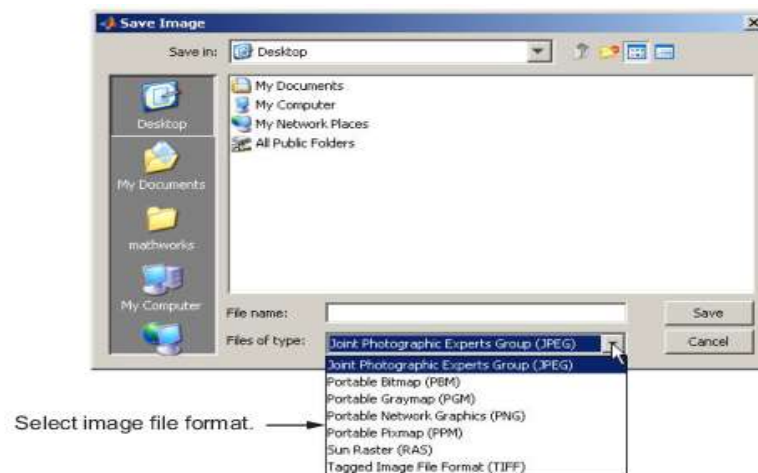 Save Image
Save in:
Desktop
My Documents
My Computer
My Network Places
All Public Folders
Desktop
My Documents
mathworks
My Computer
File name:
Save
Files of type:
Joint Photographic Experts Group (JPEG)
Cancel
Joint Photographic Experts Group (JPEG)
Portable Bitmap (PBM)
Portable Graymap (PGM)
Portable Network Graphics (PNG)
Portable Pixmap (PPM)
Sun Raster (RAS)
Tagged Image File Format (TIFF)
Select image file format.